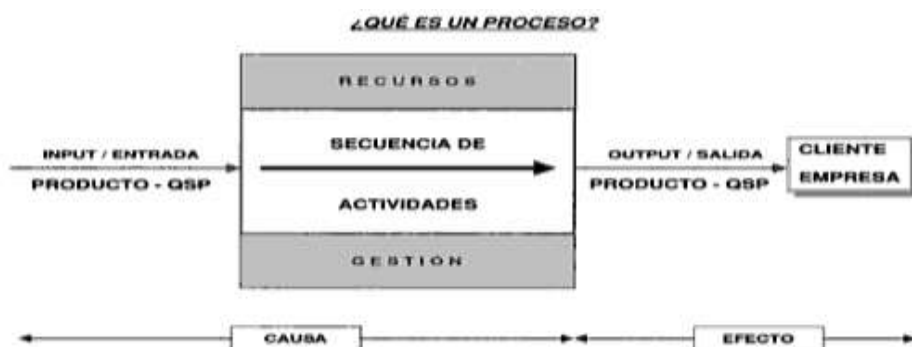 ¿QUÉ ES UN PROCESO?
RECURSOS
INPUT / ENTRADA
PRODUCTO - QSP
SECUENCIA DE
ACTIVIDADES
OUTPUT / SALIDA
PRODUCTO - QSP
CLIENTE
EMPRESA
GESTIÓN
CAUSA
EFECTO